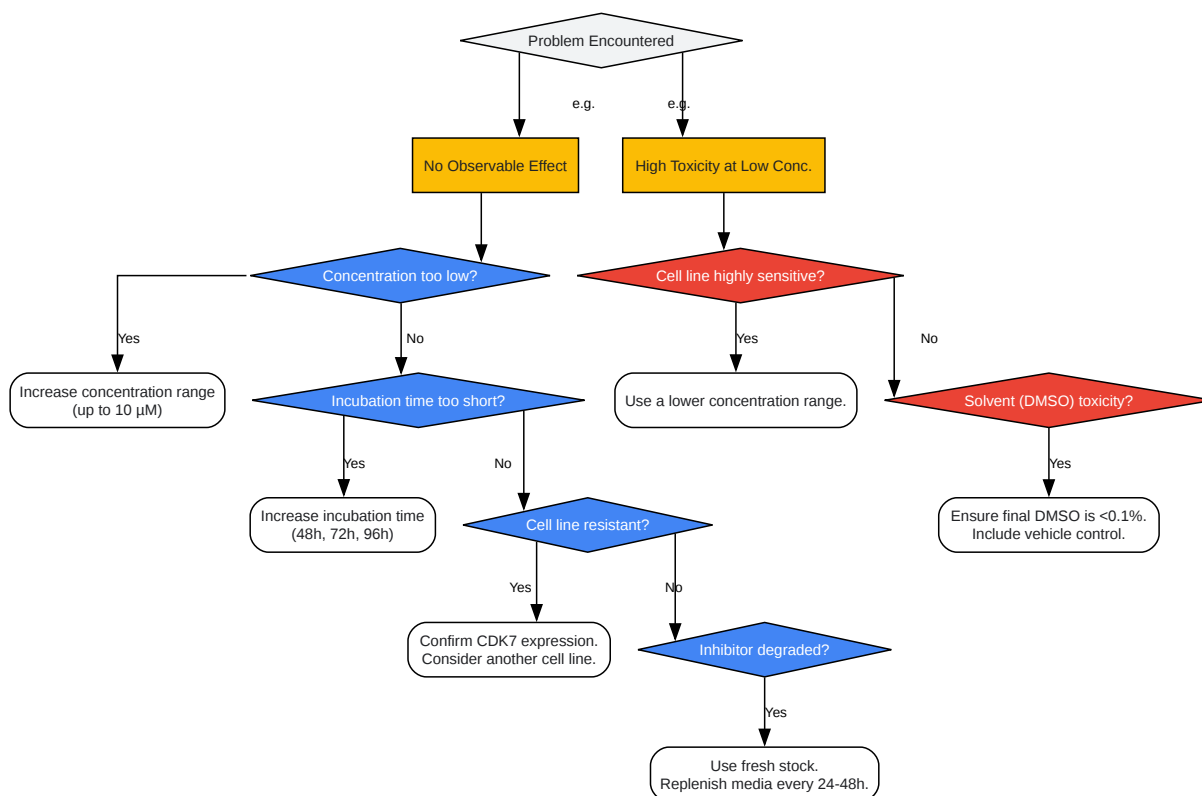 Problem Encountered
e.g.
e.g.
No Observable Effect
High Toxicity at Low Conc.
Concentration too low?
Cell line highly sensitive?
Yes
No
Yes
No
Increase concentration range
(up to 10 µM)
Incubation time too short?
Use a lower concentration range.
Solvent (DMSO) toxicity?
Yes
No
Yes
Increase incubation time
(48h, 72h, 96h)
Cell line resistant?
Ensure final DMSO is <0.1%.
Include vehicle control.
Yes
No
Confirm CDK7 expression.
Consider another cell line.
Inhibitor degraded?
Yes
Use fresh stock.
Replenish media every 24-48h.